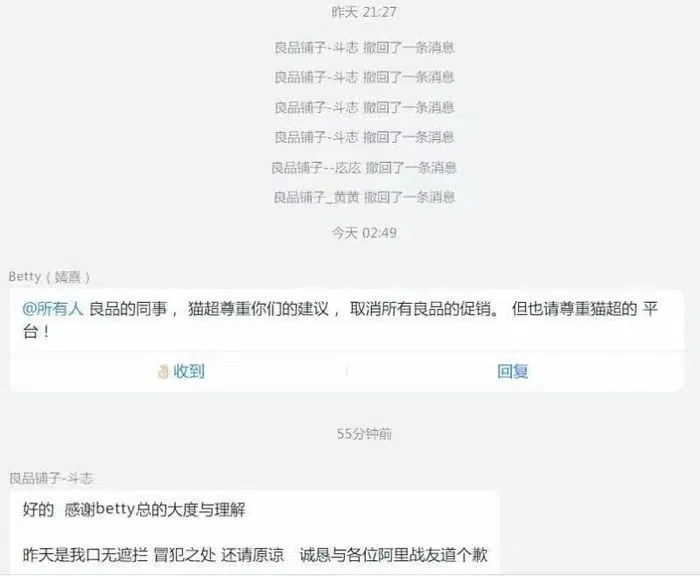 昨天 21:27
良品铺子-斗志 撤回了一条消息
良品铺子-斗志 撤回了一条消息
良品铺子-斗志 撤回了一条消息
良品铺子-斗志 撤回了一条消息
良品铺子--庅庅 撤回了一条消息
良品铺子_黄黄 撤回了一条消息
今天 02:49
Betty（婧熹）
@所有人 良品的同事，猫超尊重你们的建议，取消所有良品的促销。但也请尊重猫超的 平
台！
收到 回复
55分钟前
良品铺子-斗志
好的 感谢betty总的大度与理解
昨天是我口无遮拦 冒犯之处 还请原谅 诚恳与各位阿里战友道个歉